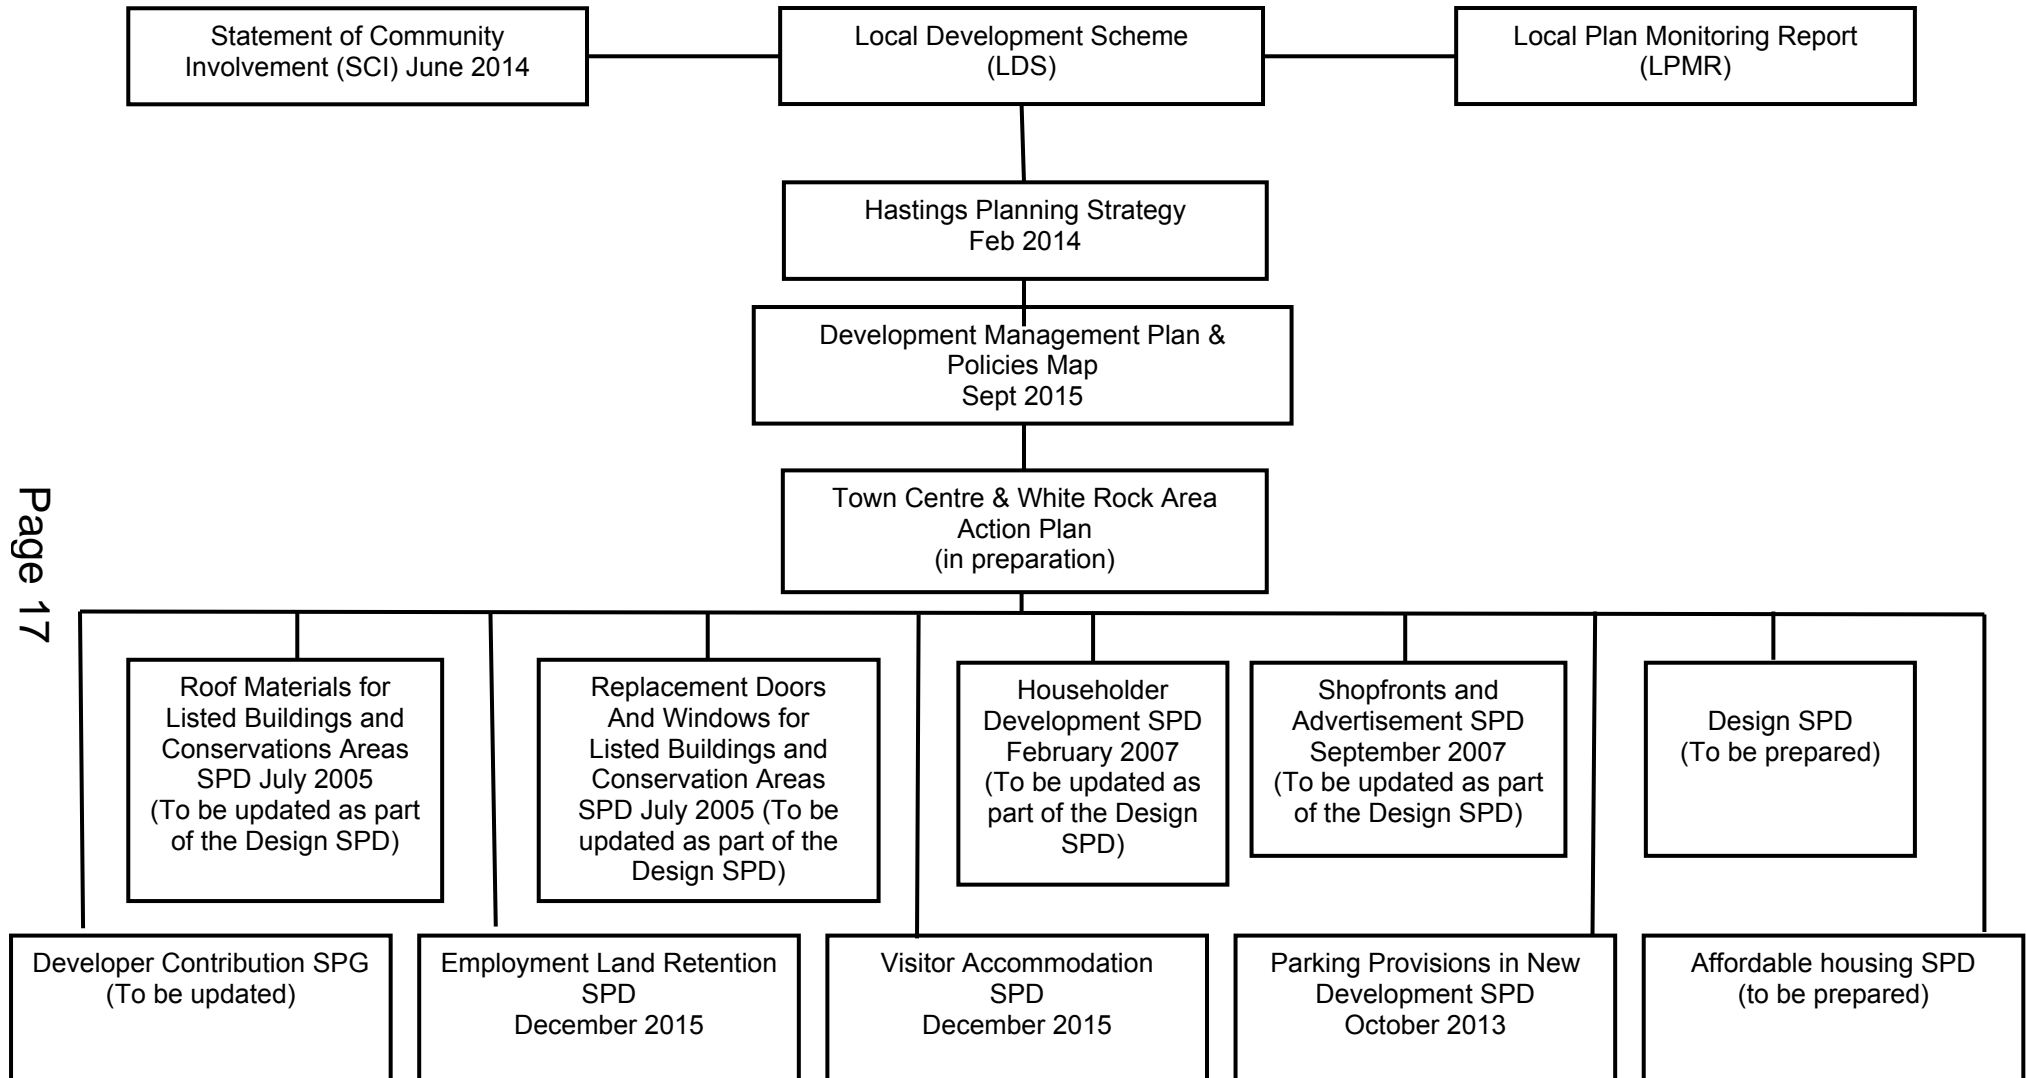 Statement of Community
Involvement (SCI) June 2014
Local Development Scheme
(LDS)
Local Plan Monitoring Report
(LPMR)
Hastings Planning Strategy
Feb 2014
Development Management Plan &
Policies Map
Sept 2015
Town Centre & White Rock Area
Action Plan
(in preparation)
Page 17
Roof Materials for
Listed Buildings and
Conservations Areas
SPD July 2005
(To be updated as part
of the Design SPD)
Replacement Doors
And Windows for
Listed Buildings and
Conservation Areas
SPD July 2005 (To be
updated as part of the
Design SPD)
Householder
Development SPD
February 2007
(To be updated as
part of the Design
SPD)
Shopfronts and
Advertisement SPD
September 2007
(To be updated as part
of the Design SPD)
Design SPD
(To be prepared)
Developer Contribution SPG
(To be updated)
Employment Land Retention
SPD
December 2015
Visitor Accommodation
SPD
December 2015
Parking Provisions in New
Development SPD
October 2013
Affordable housing SPD
(to be prepared)